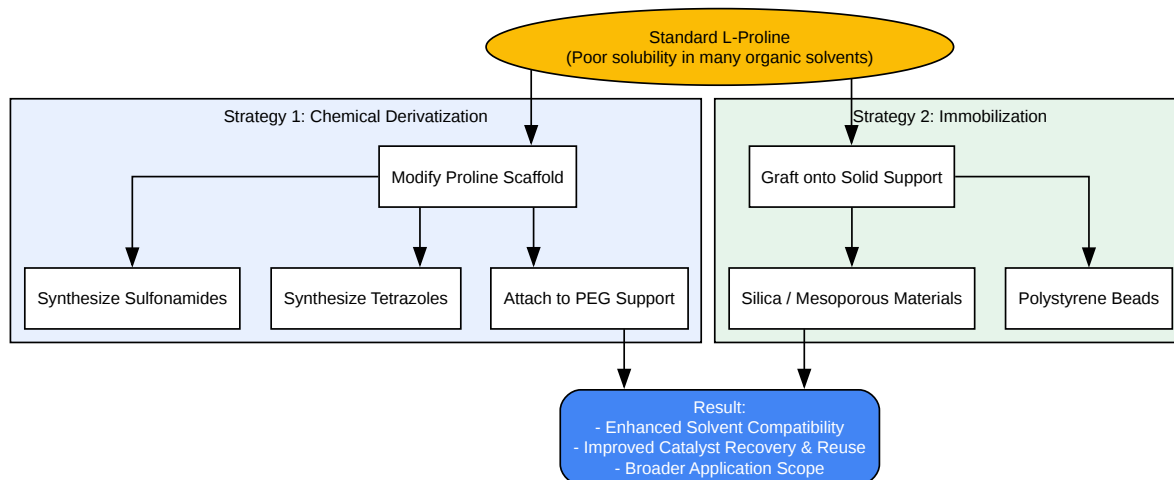 Standard L-Proline
(Poor solubility in many organic solvents)
Strategy 1: Chemical Derivatization
Strategy 2: Immobilization
Modify Proline Scaffold
Graft onto Solid Support
Synthesize Sulfonamides
Synthesize Tetrazoles
Attach to PEG Support
Silica / Mesoporous Materials
Polystyrene Beads
Result:
- Enhanced Solvent Compatibility
- Improved Catalyst Recovery & Reuse
- Broader Application Scope